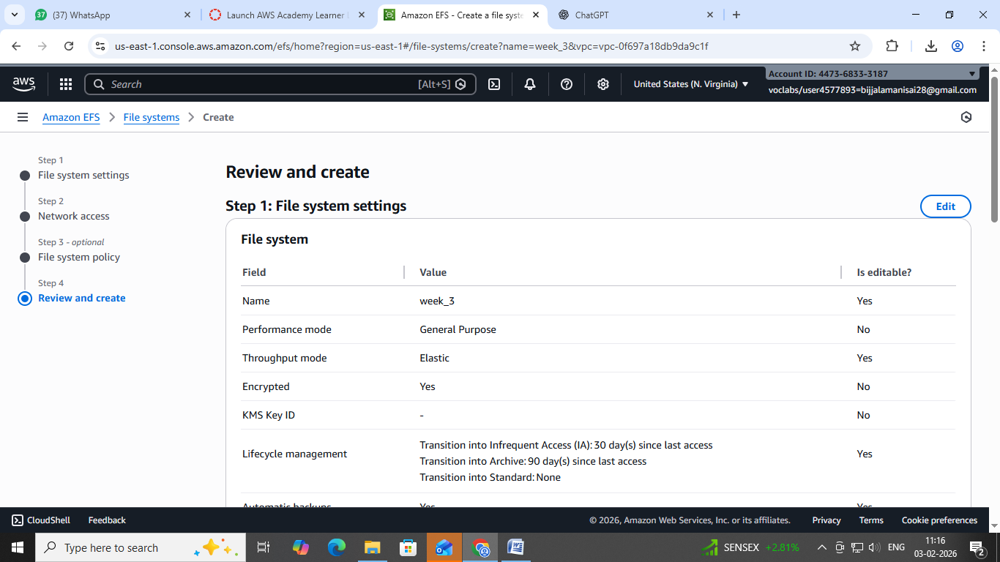 37 (37) WhatsApp
Launch AWS Academy Learner
Amazon EFS - Create a file syste
ChatGPT
us-east-1.console.aws.amazon.com/efs/home?region=us-east-1#/file-systems/create?name=week_3&vpc=vpc-0f697a18db9da9c1f
aws
Search [Alt+S]
United States (N. Virginia)
Account ID: 4473-6833-3187
voclabs/user4577893=bijjalamanisai28@gmail.com
Amazon EFS
File systems
Create
Step 1
File system settings
Step 2
Network access
Step 3 - optional
File system policy
Step 4
Review and create
Review and create
Step 1: File system settings
Edit
File system
Field Value Is editable?
Name week_3 Yes
Performance mode General Purpose No
Throughput mode Elastic Yes
Encrypted Yes No
KMS Key ID - No
Lifecycle management
Transition into Infrequent Access (IA): 30 day(s) since last access
Transition into Archive: 90 day(s) since last access
Transition into Standard: None
Yes
Automatic backups Yes Yes
CloudShell Feedback © 2026, Amazon Web Services, Inc. or its affiliates. Privacy Terms Cookie preferences
Type here to search
W
SENSEX +2.81%
ENG
11:16
03-02-2026
2